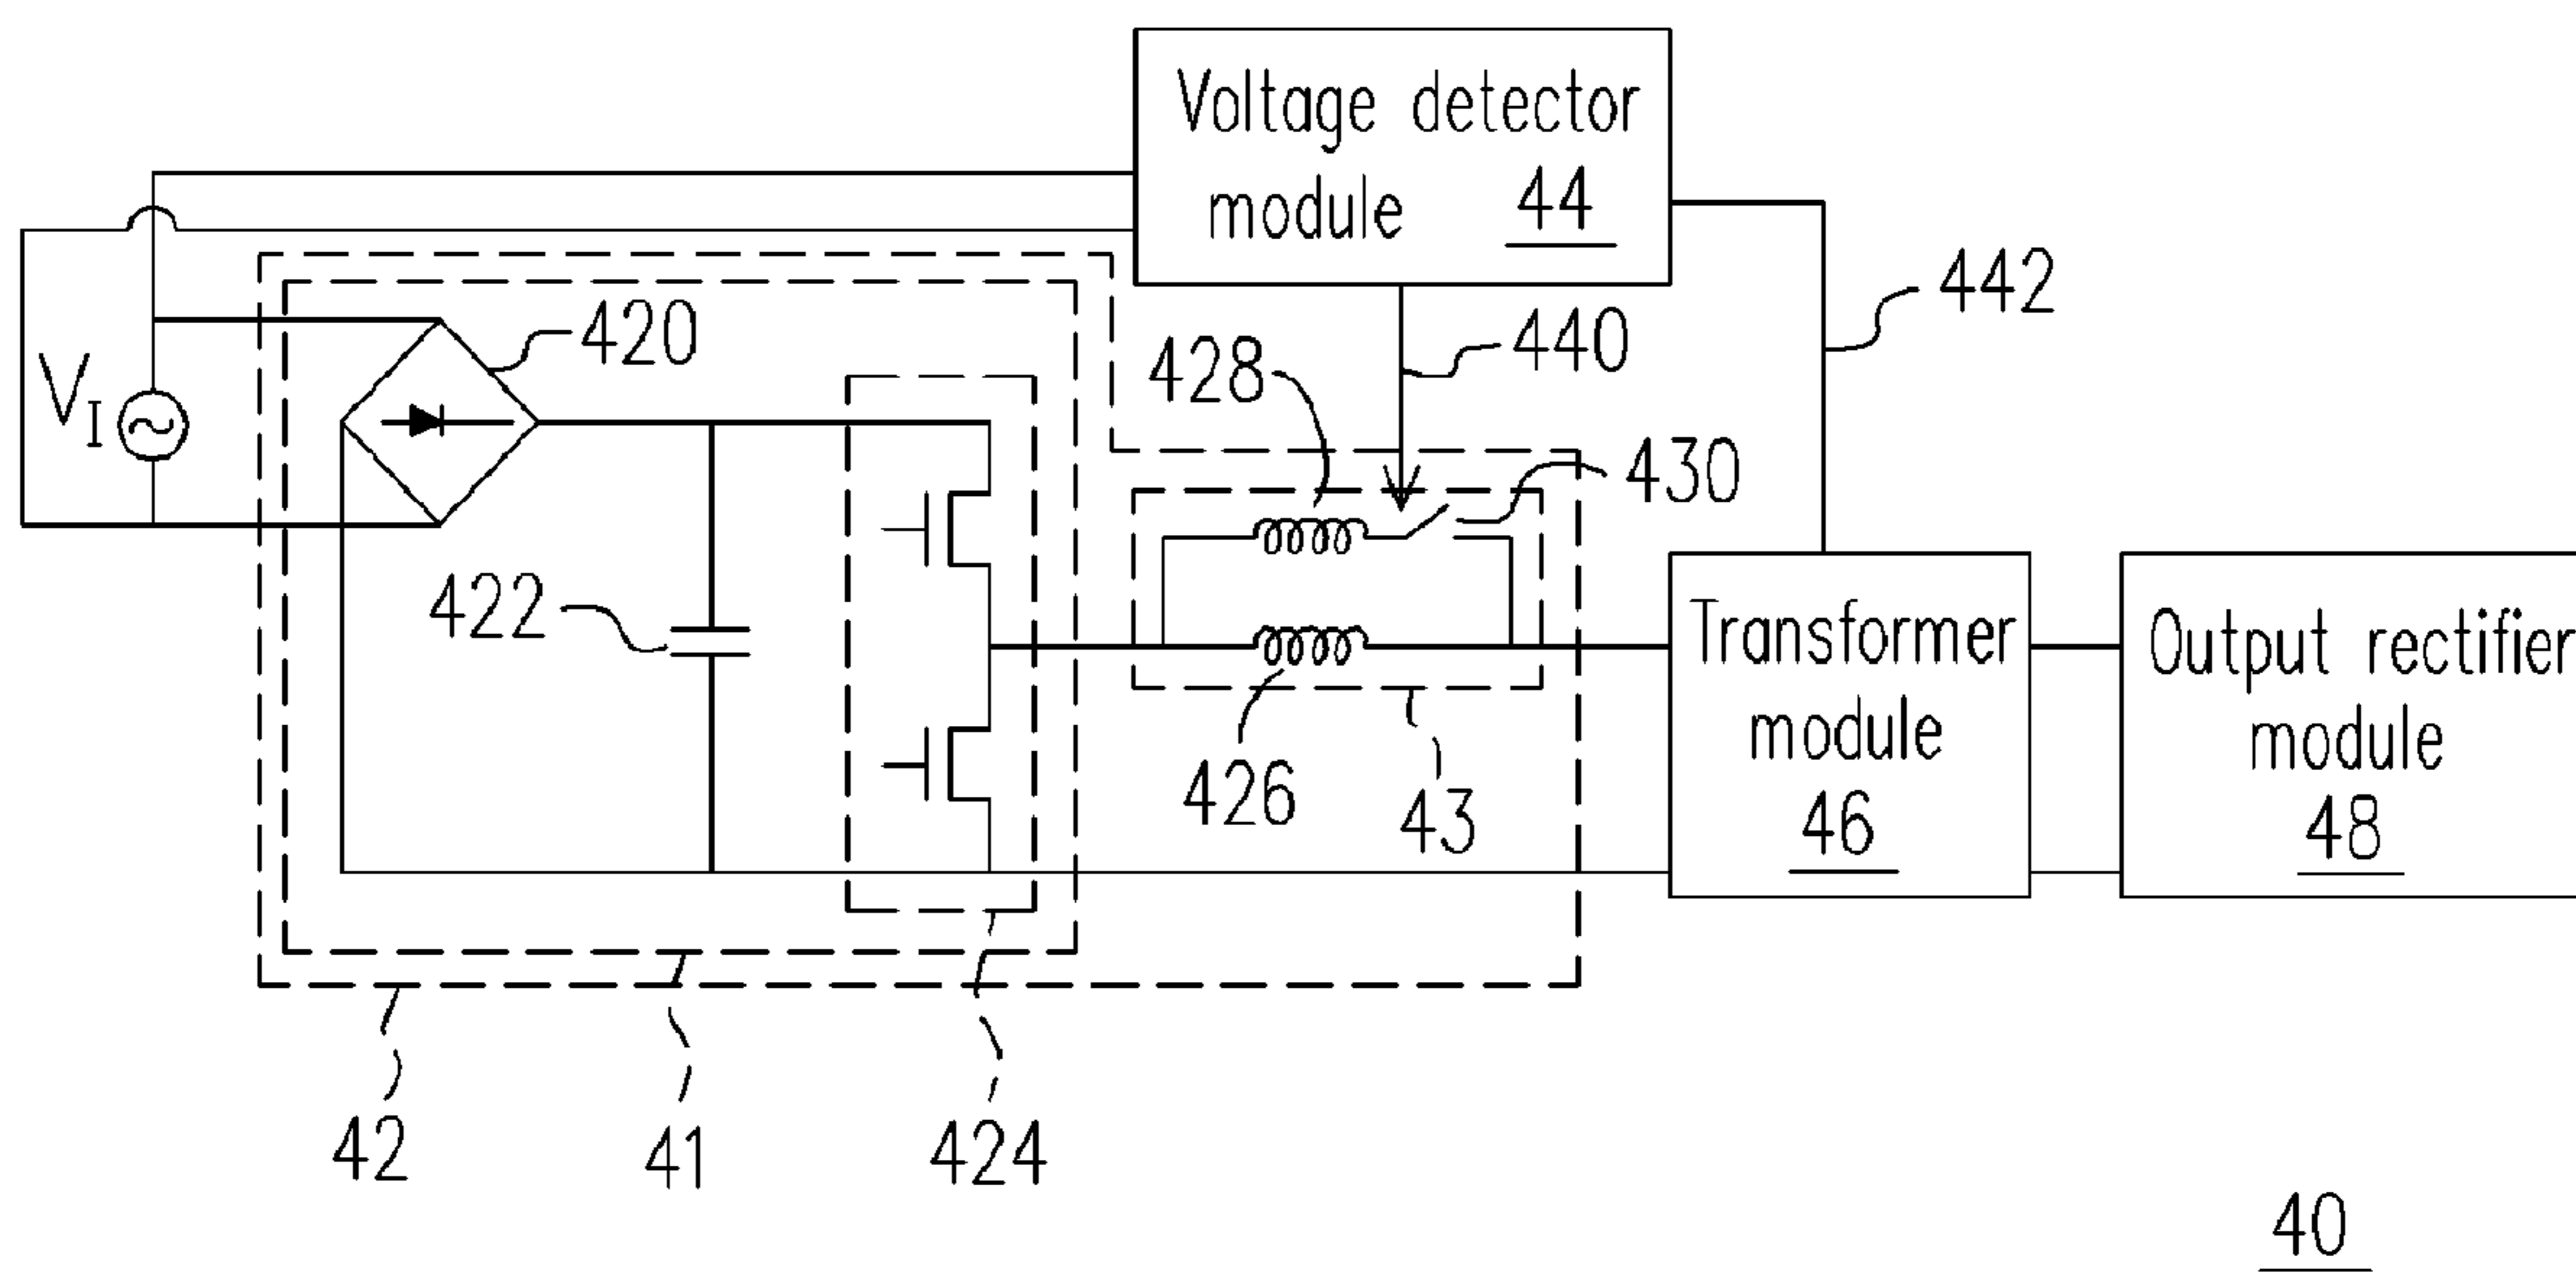 Voltage detector
module 44
442
420
440
428
V_I
430
422
Transformer
module
46
Output rectifier
module
48
426
43
42
41
424
40